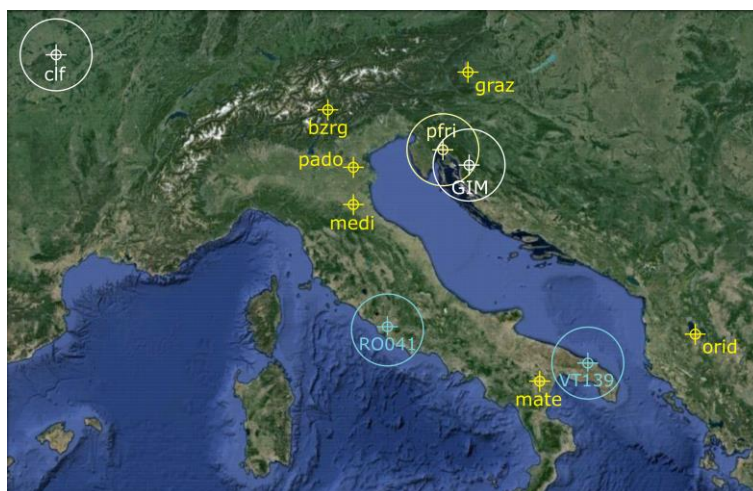 clf
graz
bzrg
pfri
pado
GIM
medi
RO041
orid
VT139
mate